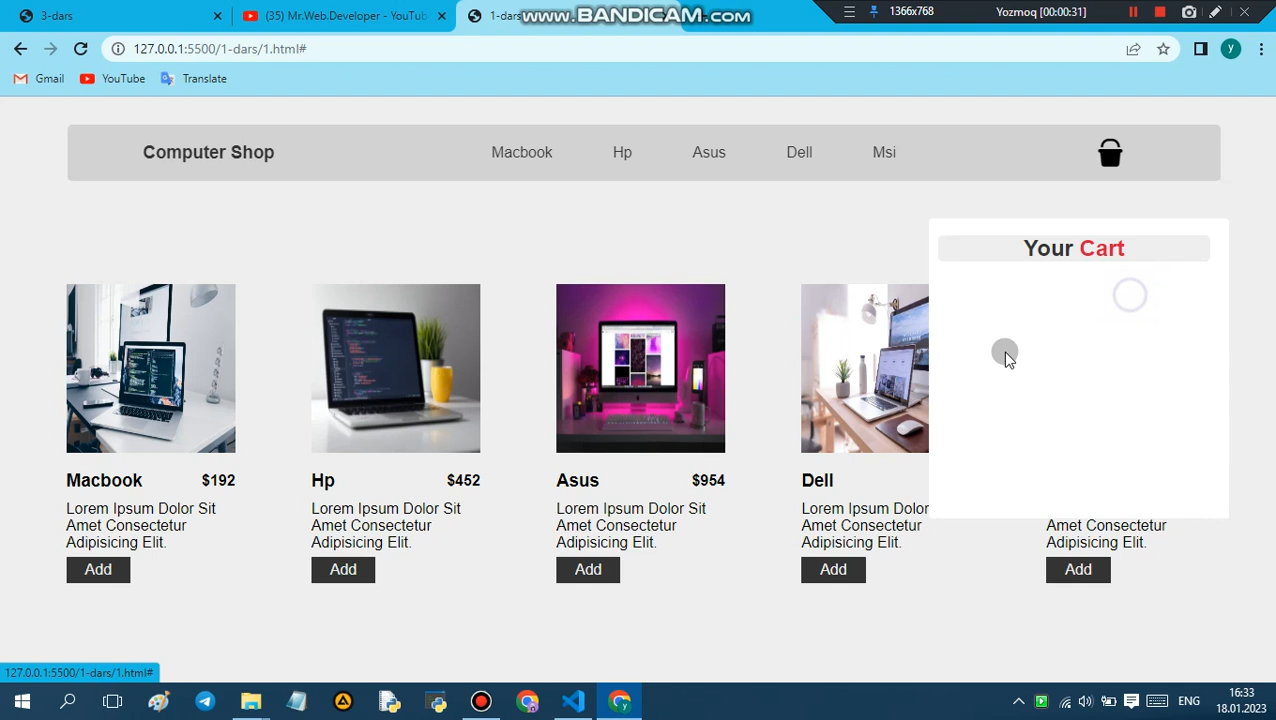 3-dars
(35) Mr.Web.Developer - YouTub
1-dars
www.BANDICAM.com
1366x768
Yozmoq [00:00:31]
127.0.0.1:5500/1-dars/1.html#
y
Gmail
YouTube
Translate
Computer Shop
Macbook
Hp
Asus
Dell
Msi
Your Cart
Macbook $192
Lorem Ipsum Dolor Sit
Amet Consectetur
Adipisicing Elit.
Add
Hp $452
Lorem Ipsum Dolor Sit
Amet Consectetur
Adipisicing Elit.
Add
Asus $954
Lorem Ipsum Dolor Sit
Amet Consectetur
Adipisicing Elit.
Add
Dell
Lorem Ipsum Dolor Sit
Amet Consectetur
Adipisicing Elit.
Add
Amet Consectetur
Adipisicing Elit.
Add
127.0.0.1:5500/1-dars/1.html#
ENG
16:33
18.01.2023